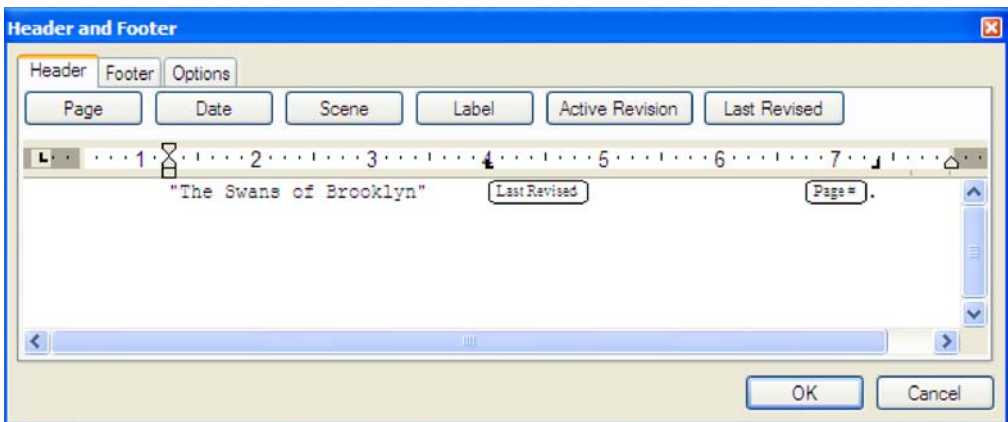 Header and Footer
Header Footer Options
Page Date Scene Label Active Revision Last Revised
L 1 2 3 4 5 6 7
"The Swans of Brooklyn" Last Revised Page #.
OK Cancel